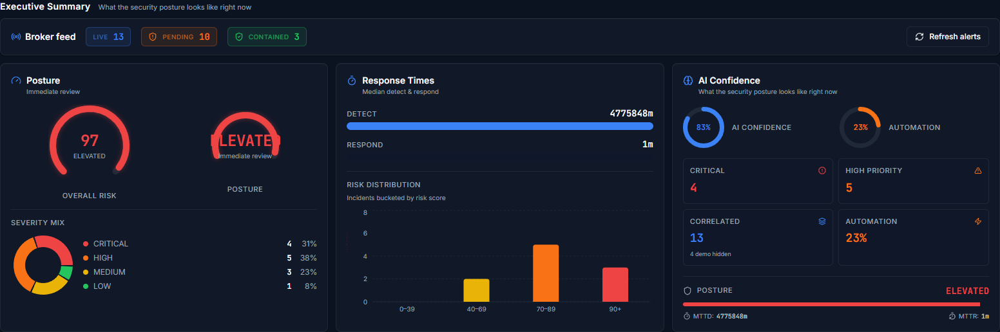 Executive Summary What the security posture looks like right now
Broker feed LIVE 13 PENDING 10 CONTAINED 3 Refresh alerts
Posture
Immediate review
97
ELEVATED
OVERALL RISK
ELEVATED
Immediate review
POSTURE
SEVERITY MIX
CRITICAL 4 31%
HIGH 5 38%
MEDIUM 3 23%
LOW 1 8%
Response Times
Median detect & respond
DETECT 4775848m
RESPOND 1m
RISK DISTRIBUTION
Incidents bucketed by risk score
8
6
4
2
0
0–39 40–69 70–89 90+
AI Confidence
What the security posture looks like right now
83% AI CONFIDENCE 23% AUTOMATION
CRITICAL
4
HIGH PRIORITY
5
CORRELATED
13
4 demo hidden
AUTOMATION
23%
POSTURE ELEVATED
MTTD: 4775848m MTTR: 1m